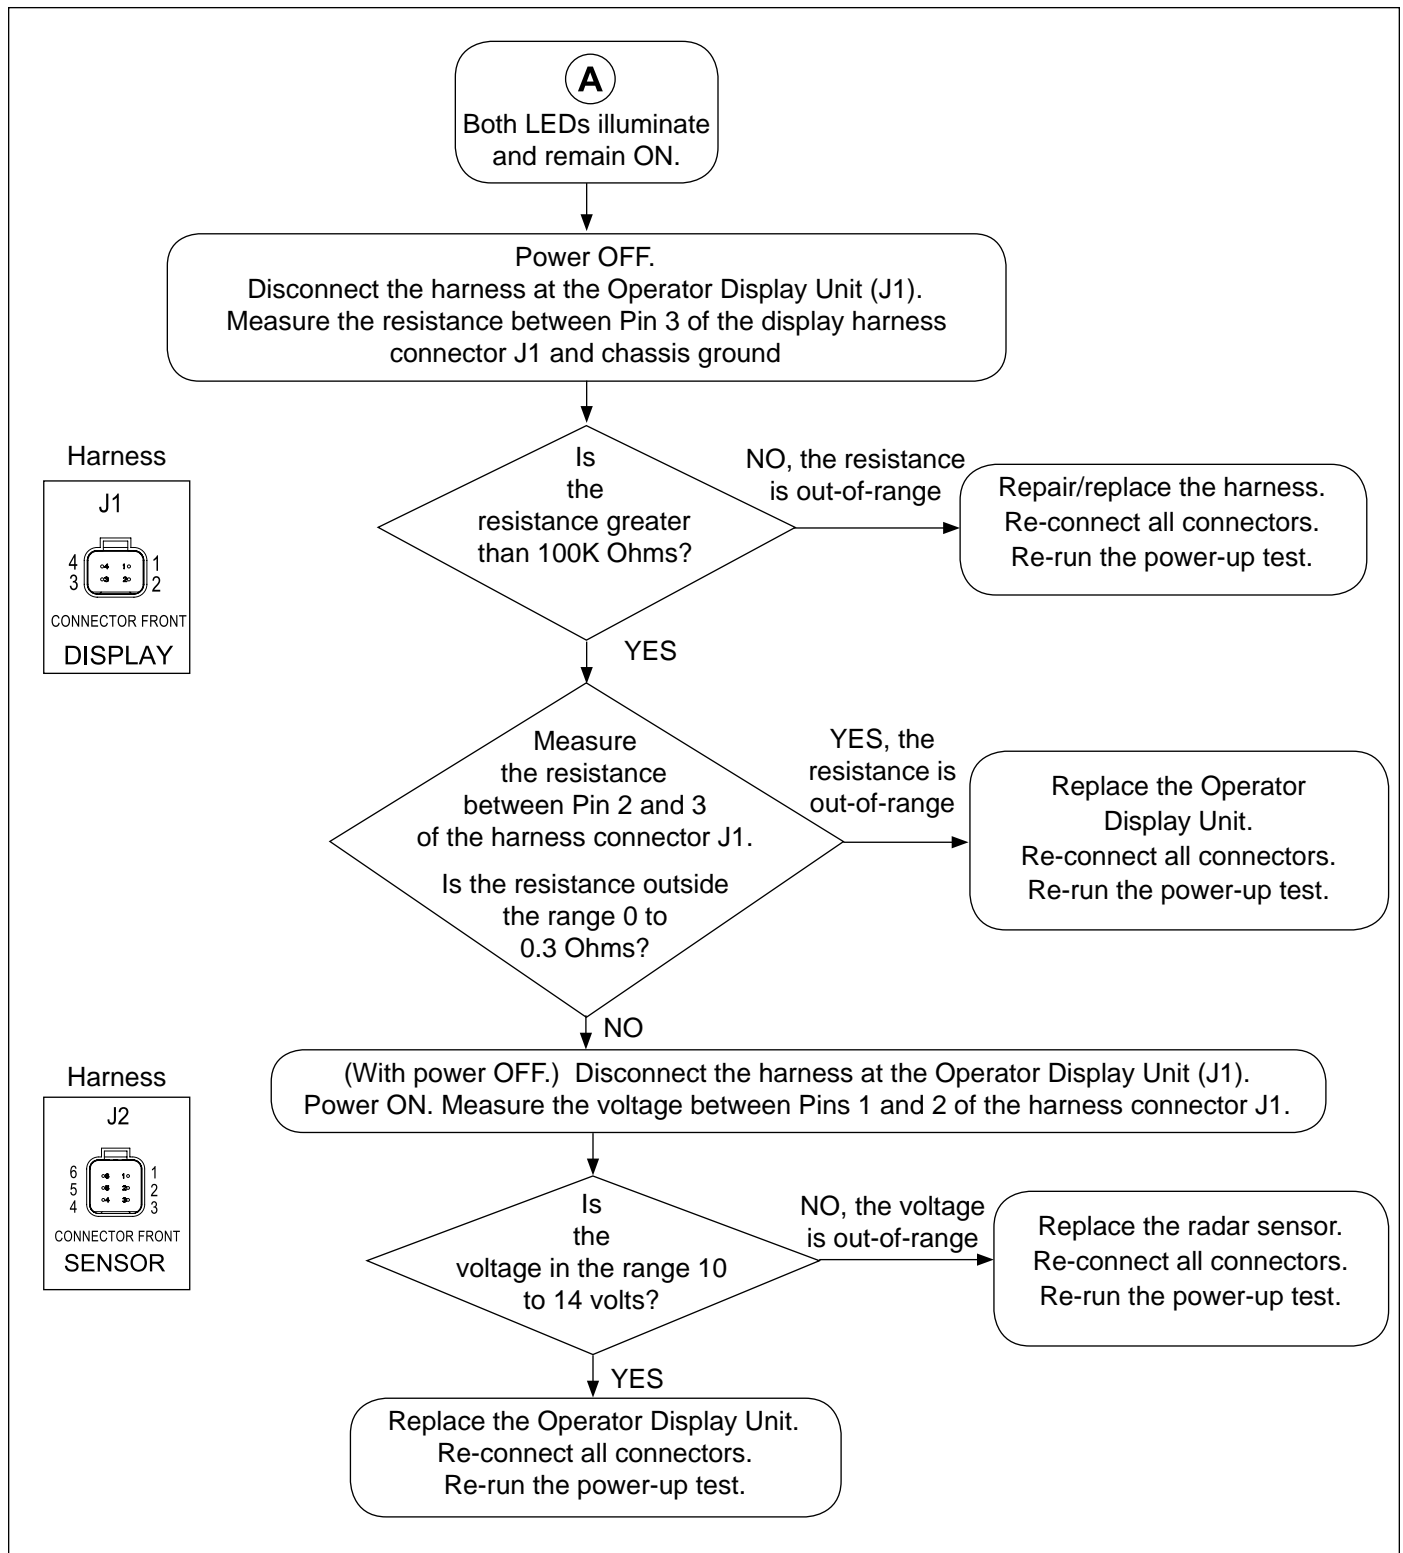 A
Both LEDs illuminate
and remain ON.
Power OFF.
Disconnect the harness at the Operator Display Unit (J1).
Measure the resistance between Pin 3 of the display harness
connector J1 and chassis ground
Is
the
resistance greater
than 100K Ohms?
NO, the resistance
is out-of-range
Repair/replace the harness.
Re-connect all connectors.
Re-run the power-up test.
Harness
J1
4 4 1 1
3 3 2 2
CONNECTOR FRONT
DISPLAY
YES
Measure
the resistance
between Pin 2 and 3
of the harness connector J1.
Is the resistance outside
the range 0 to
0.3 Ohms?
YES, the
resistance is
out-of-range
Replace the Operator
Display Unit.
Re-connect all connectors.
Re-run the power-up test.
NO
(With power OFF.) Disconnect the harness at the Operator Display Unit (J1).
Power ON. Measure the voltage between Pins 1 and 2 of the harness connector J1.
Harness
J2
6 6 1 1
5 5 2 2
4 4 3 3
CONNECTOR FRONT
SENSOR
Is
the
voltage in the range 10
to 14 volts?
NO, the voltage
is out-of-range
Replace the radar sensor.
Re-connect all connectors.
Re-run the power-up test.
YES
Replace the Operator Display Unit.
Re-connect all connectors.
Re-run the power-up test.